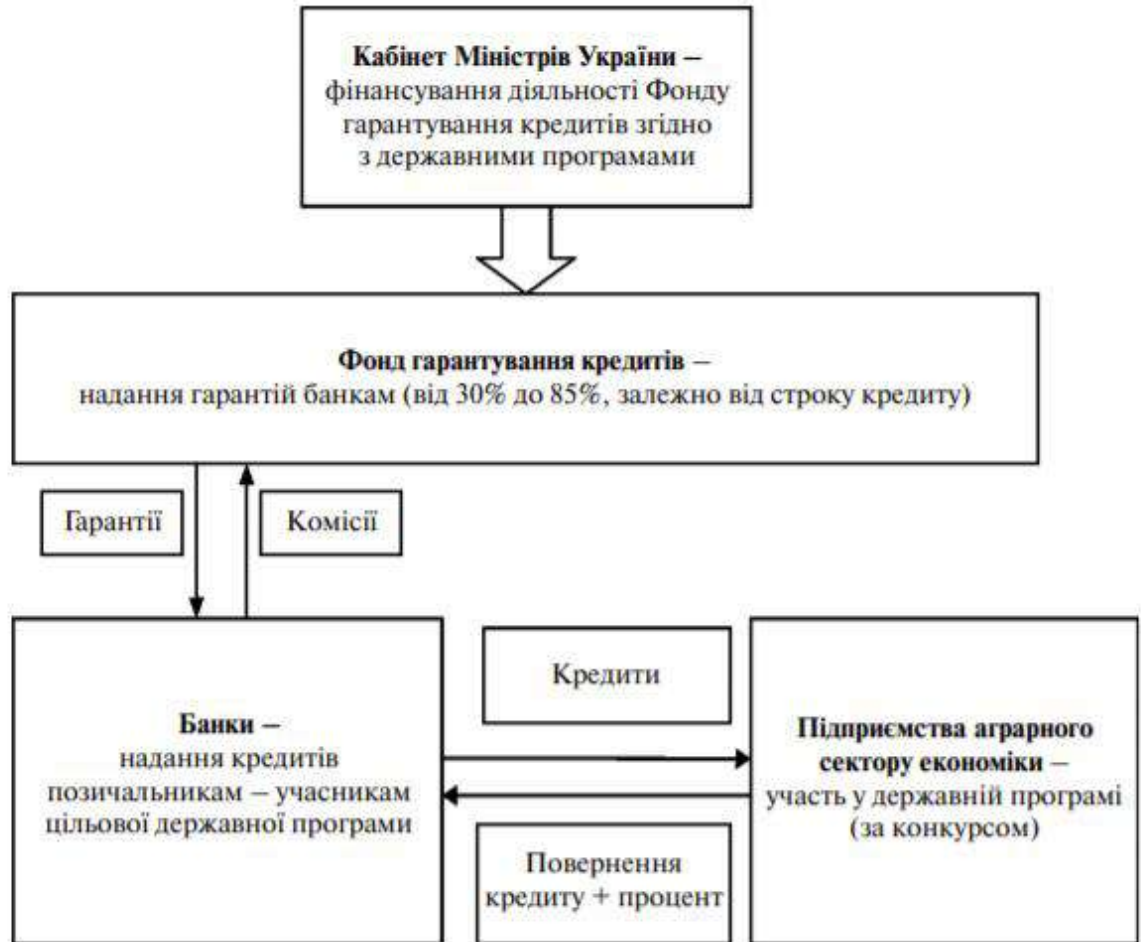 Кабінет Міністрів України –
фінансування діяльності Фонду
гарантування кредитів згідно
з державними програмами
Фонд гарантування кредитів –
надання гарантій банкам (від 30% до 85%, залежно від строку кредиту)
Гарантії
Комісії
Банки –
надання кредитів
позичальникам – учасникам
цільової державної програми
Кредити
Повернення
кредиту + процент
Підприємства аграрного
сектору економіки –
участь у державній програмі
(за конкурсом)